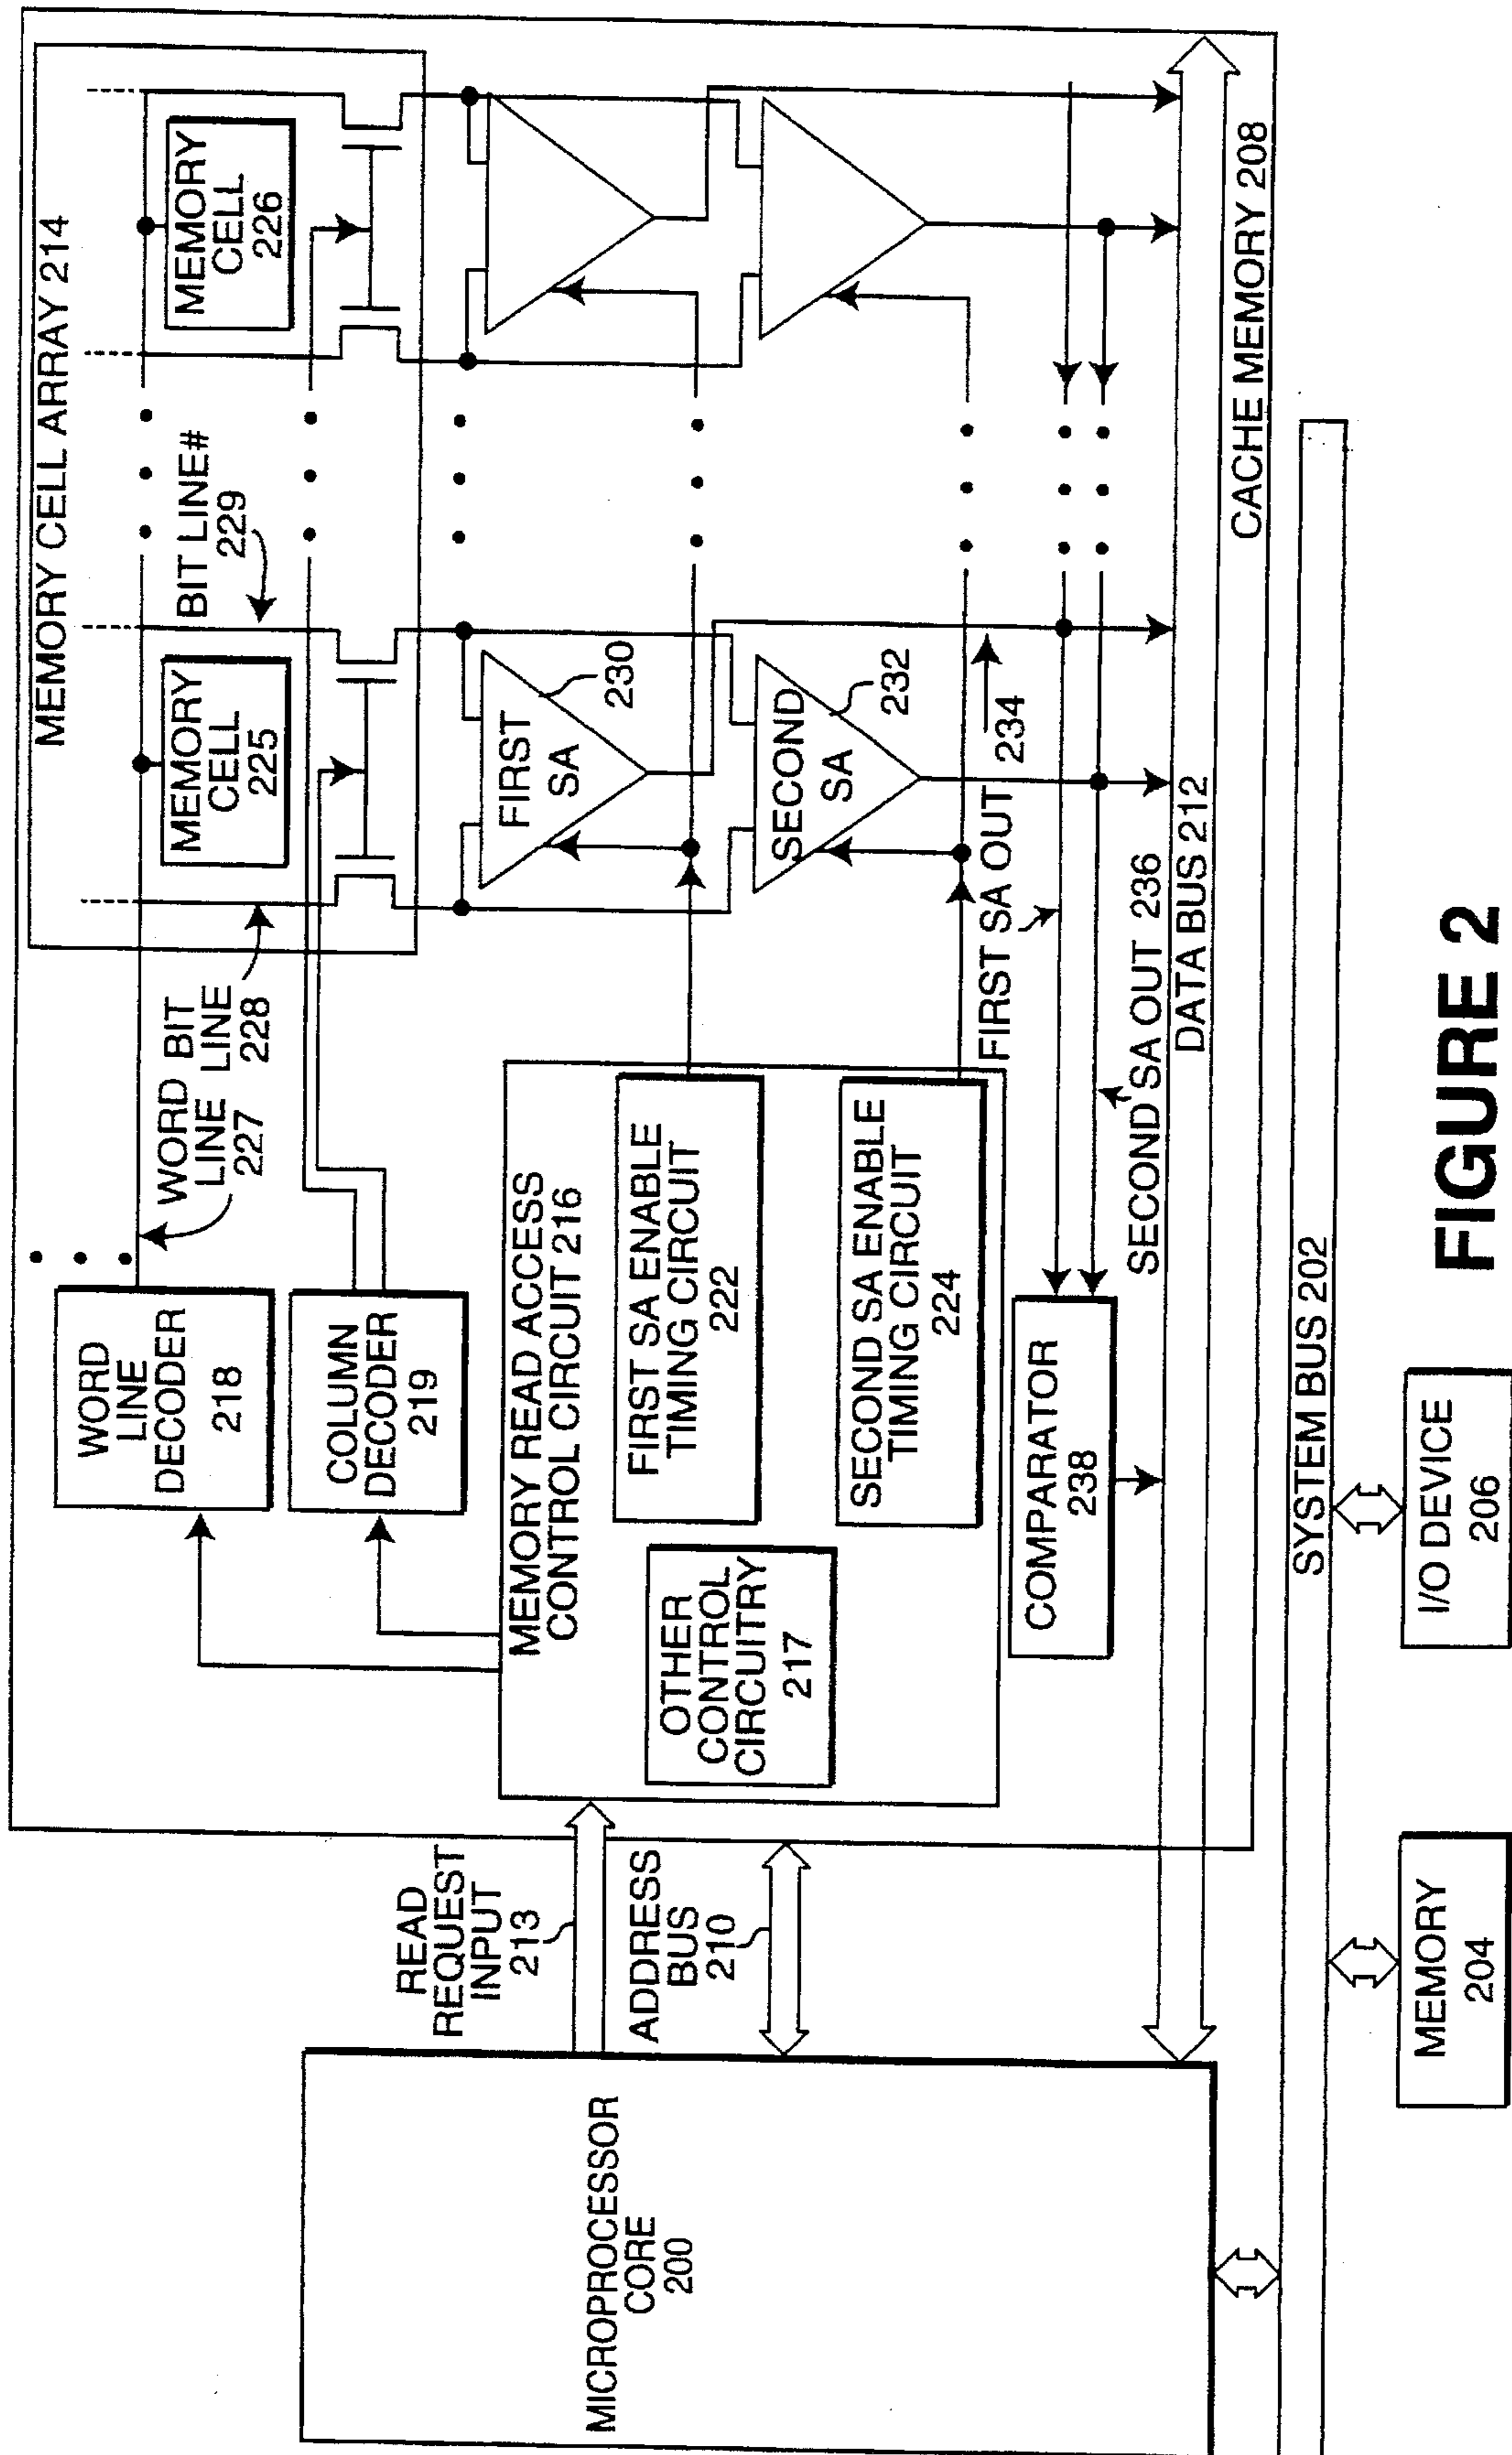 MEMORY CELL ARRAY 214
WORD
LINE
DECODER
218
WORD
LINE
227
BIT
LINE
228
MEMORY
CELL
225
BIT LINE#
229
MEMORY
CELL
226
COLUMN
DECODER
219
MEMORY READ ACCESS
CONTROL CIRCUIT 216
OTHER
CONTROL
CIRCUITRY
217
FIRST SA ENABLE
TIMING CIRCUIT
222
SECOND SA ENABLE
TIMING CIRCUIT
224
FIRST
SA
230
SECOND
SA
232
FIRST SA OUT
234
SECOND SA OUT 236
COMPARATOR
238
DATA BUS 212
CACHE MEMORY 208
READ
REQUEST
INPUT
213
ADDRESS
BUS
210
MICROPROCESSOR
CORE
200
SYSTEM BUS 202
MEMORY
204
I/O DEVICE
206
FIGURE 2